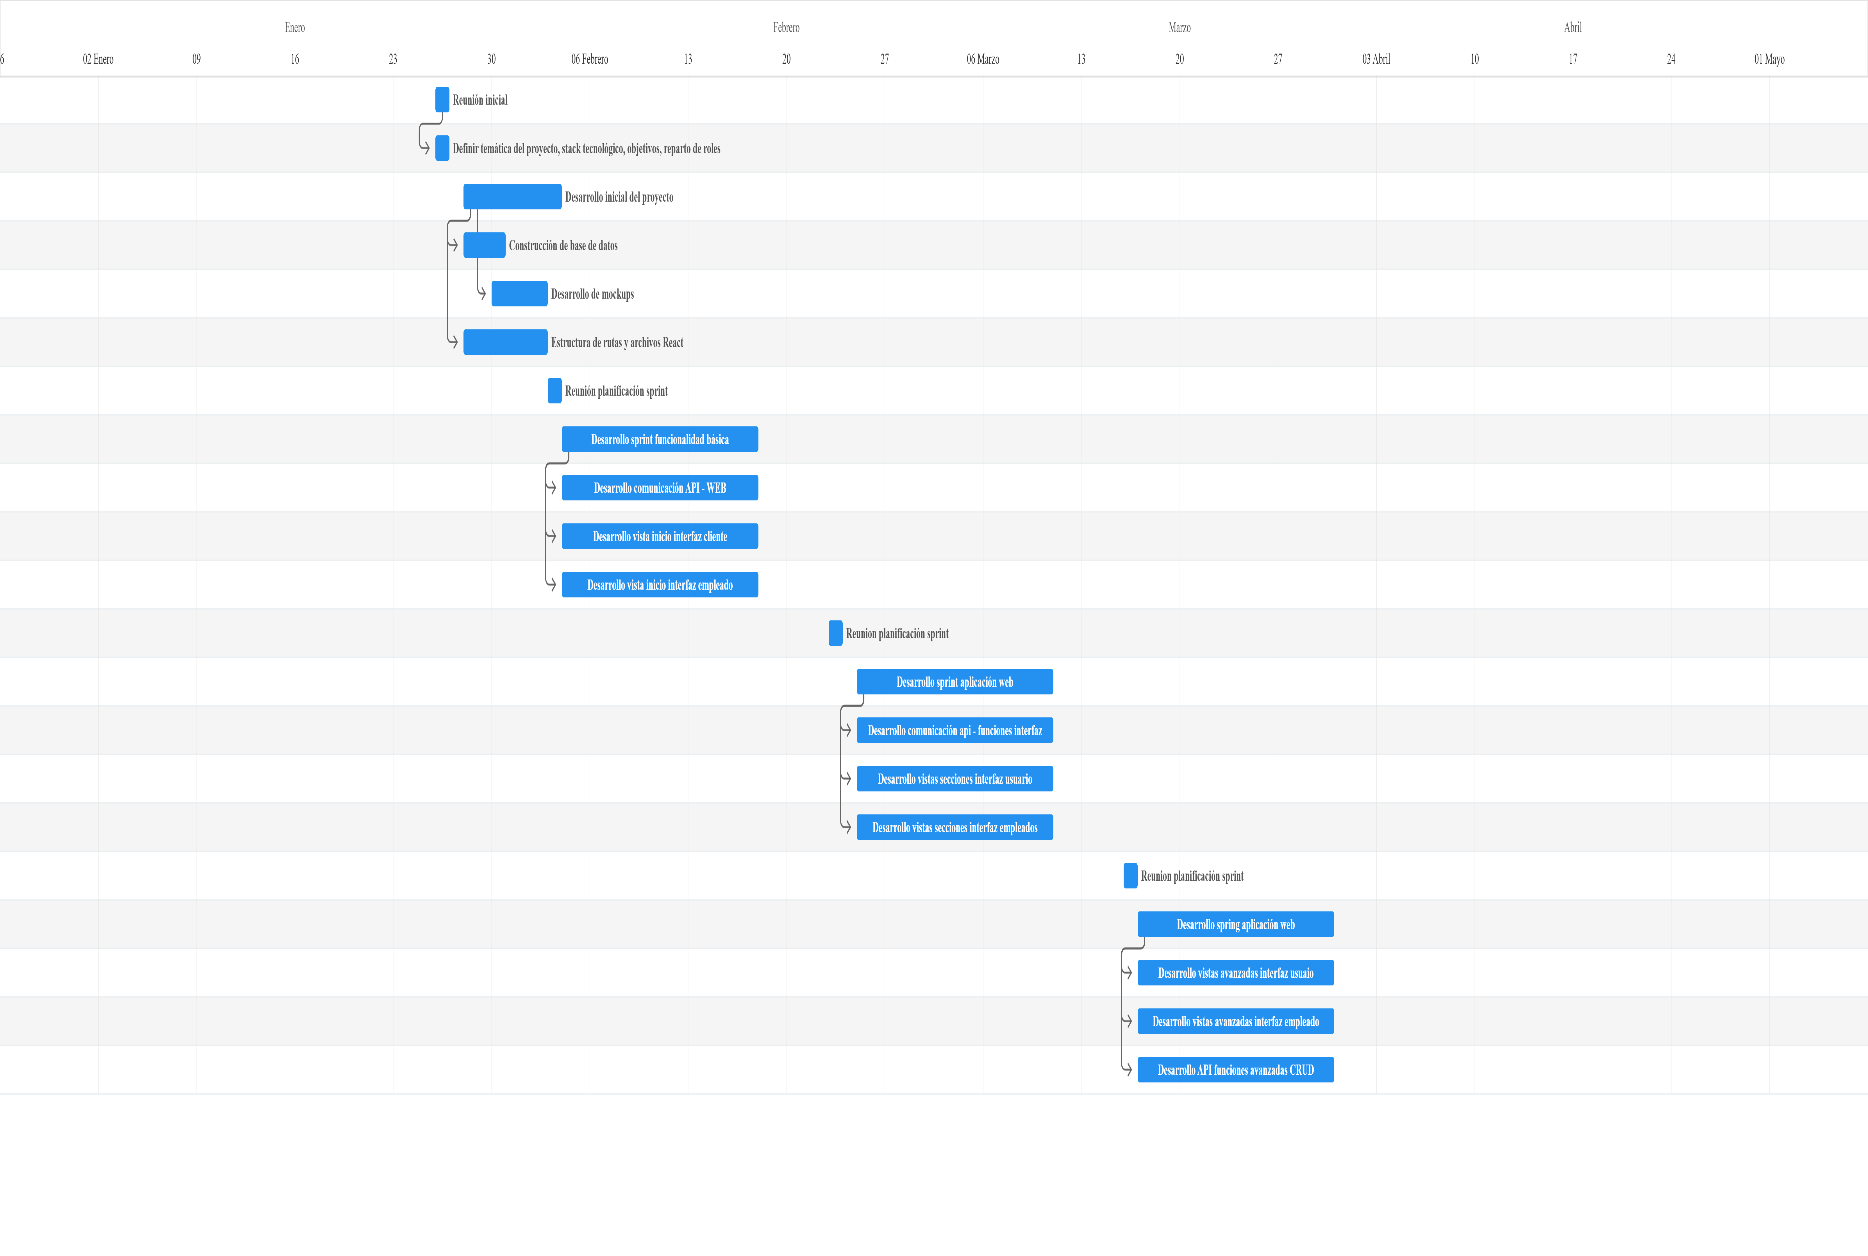 Enero Febrero Marzo Abril
6 02 Enero 09 16 23 30 06 Febrero 13 20 27 06 Marzo 13 20 27 03 Abril 10 17 24 01 Mayo
Reunión inicial
Definir temática del proyecto, stack tecnológico, objetivos, reparto de roles
Desarrollo inicial del proyecto
Construcción de base de datos
Desarrollo de mockups
Estructura de rutas y archivos React
Reunión planificación sprint
Desarrollo sprint funcionalidad básica
Desarrollo comunicación API - WEB
Desarrollo vista inicio interfaz cliente
Desarrollo vista inicio interfaz empleado
Reunion planificación sprint
Desarrollo sprint aplicación web
Desarrollo comunicación api - funciones interfaz
Desarrollo vistas secciones interfaz usuario
Desarrollo vistas secciones interfaz empleados
Reunion planificación sprint
Desarrollo spring aplicación web
Desarrollo vistas avanzadas interfaz usuaio
Desarrollo vistas avanzadas interfaz empleado
Desarrollo API funciones avanzadas CRUD